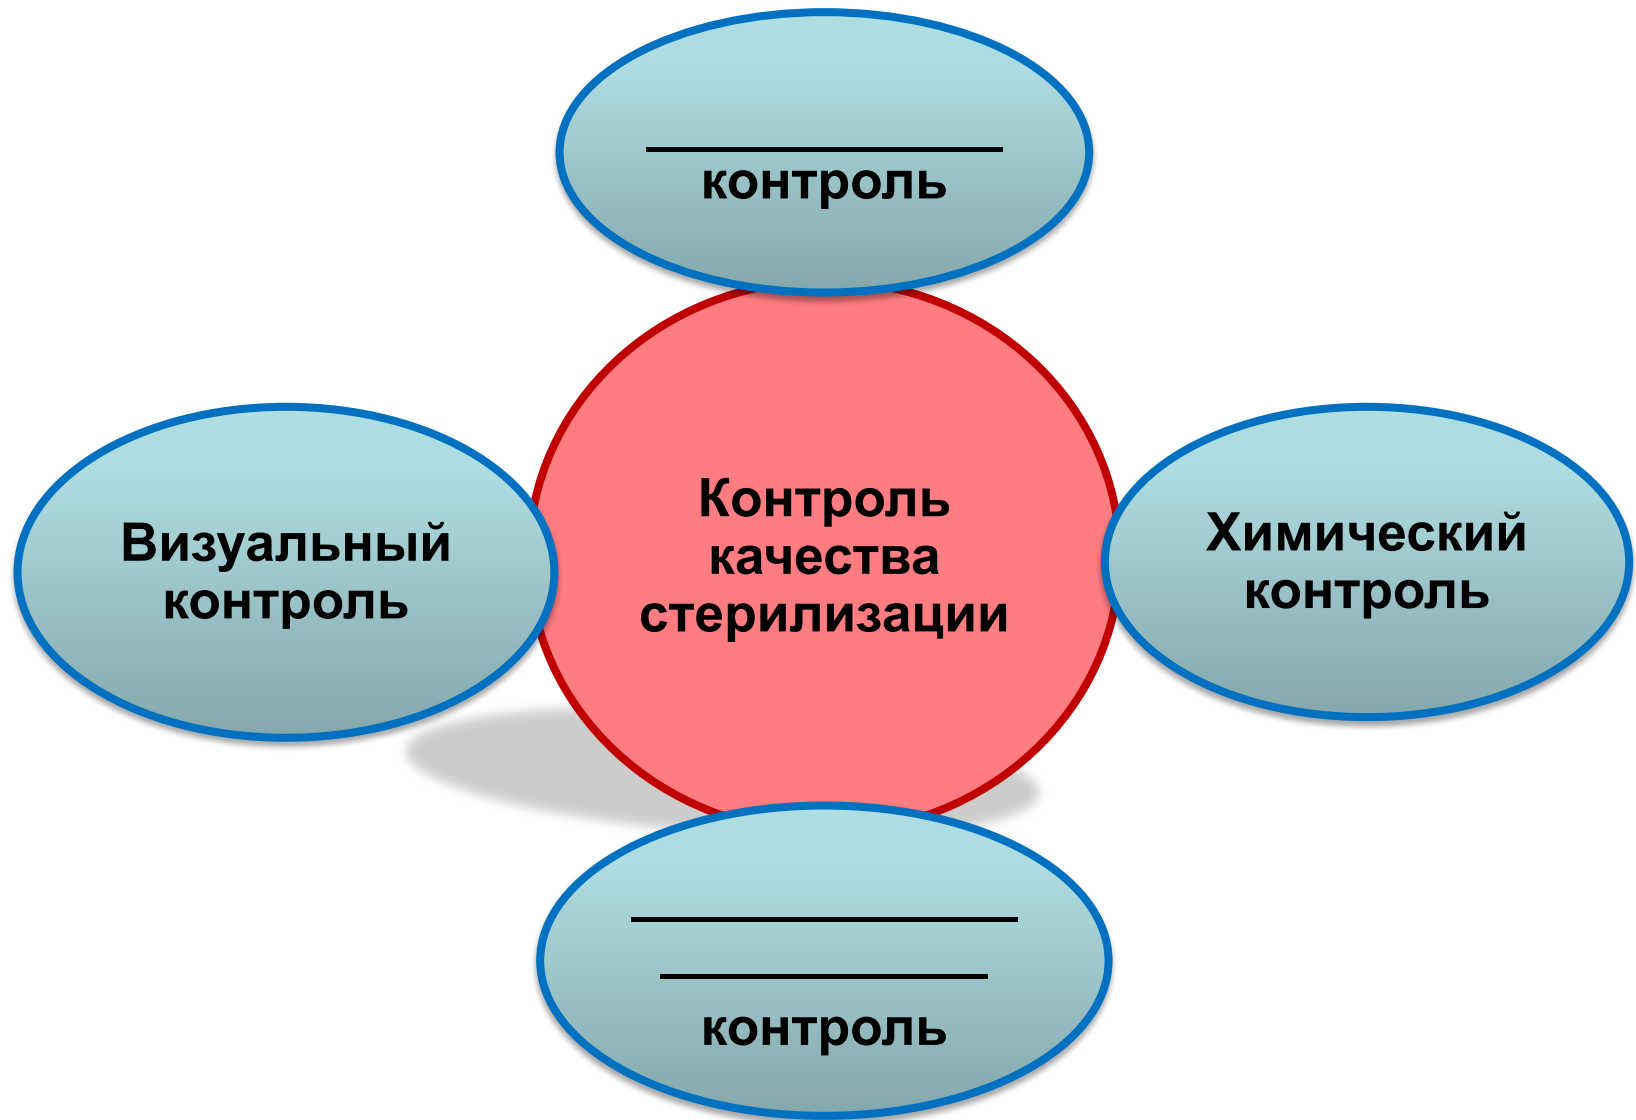 контроль
Визуальный
контроль
Контроль
качества
стерилизации
Химический
контроль
контроль